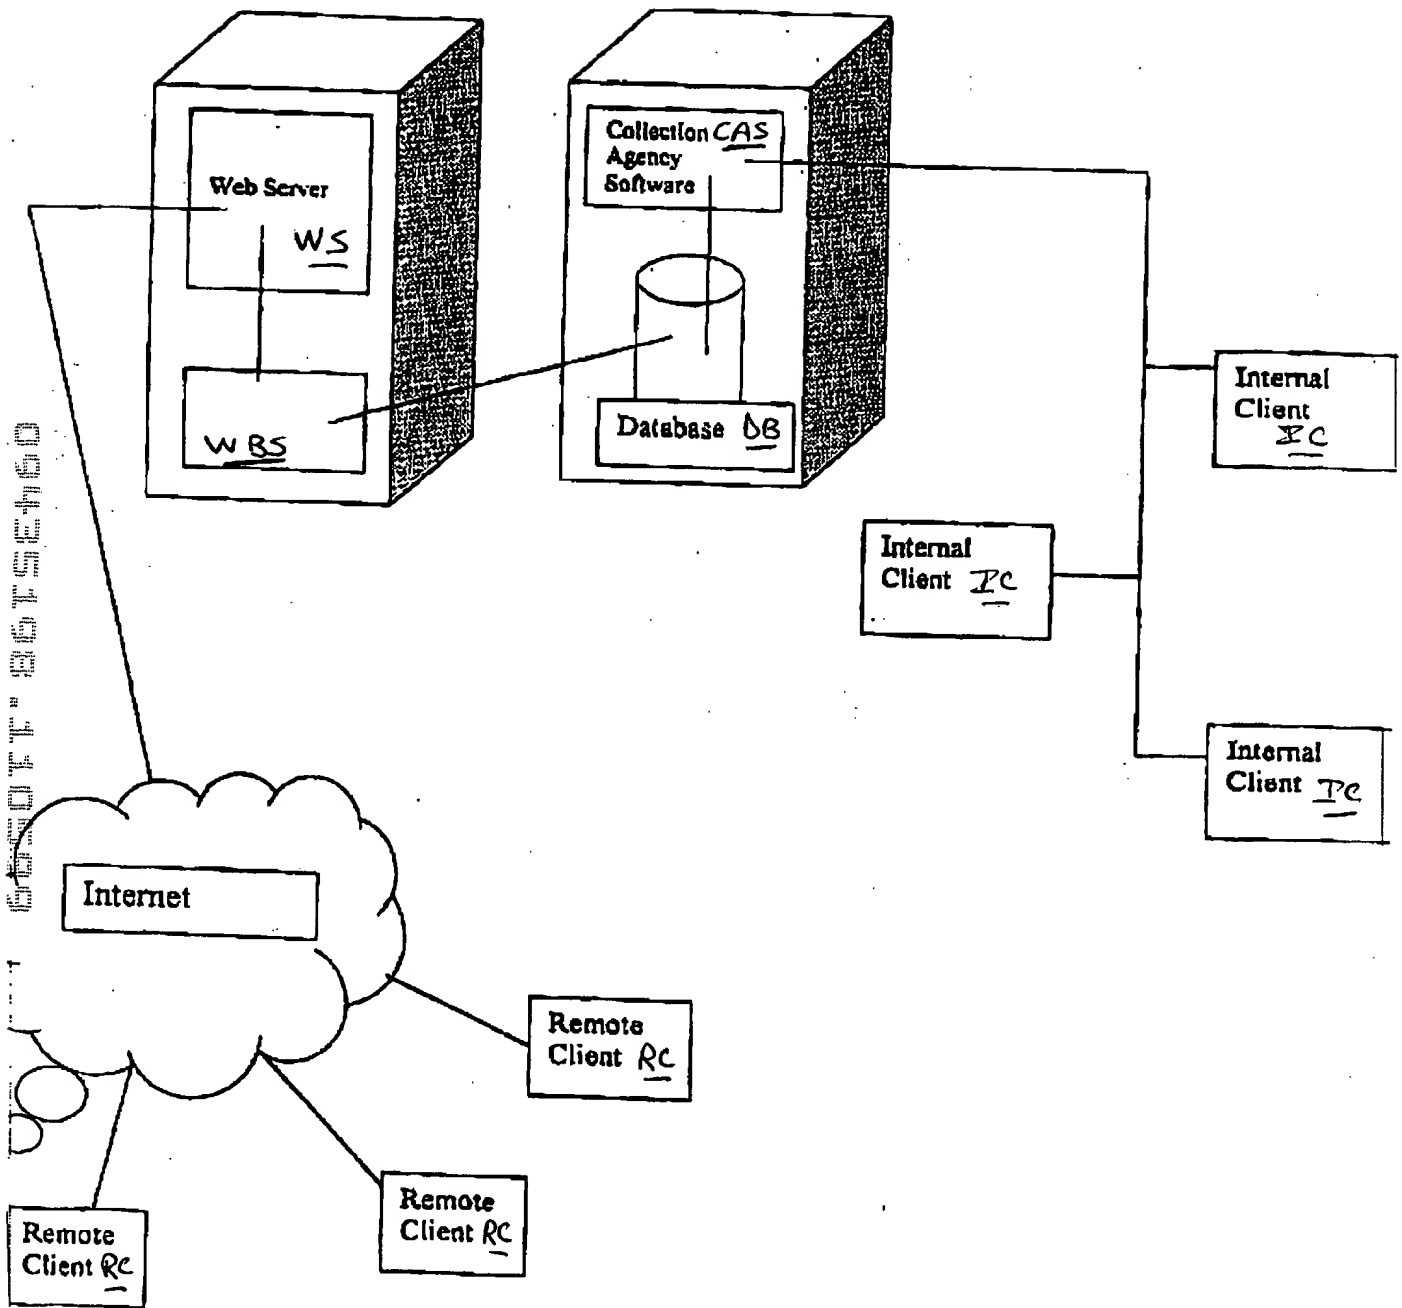 Web Server
WS
WBS
Collection CAS
Agency
Software
Database DB
Internal
Client
IC
Internal
Client IC
Internal
Client IC
Internet
Remote
Client RC
Remote
Client RC
Remote
Client RC